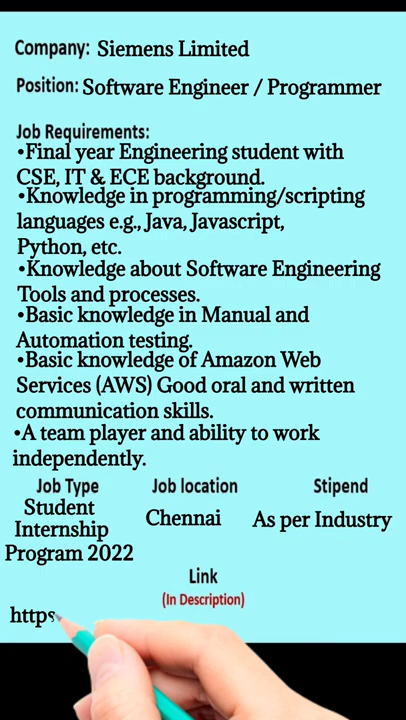 Company: Siemens Limited
Position: Software Engineer / Programmer
Job Requirements:
•Final year Engineering student with
CSE, IT & ECE background.
•Knowledge in programming/scripting
languages e.g., Java, Javascript,
Python, etc.
•Knowledge about Software Engineering
Tools and processes.
•Basic knowledge in Manual and
Automation testing.
•Basic knowledge of Amazon Web
Services (AWS) Good oral and written
communication skills.
•A team player and ability to work
independently.
Job Type
Student
Internship
Program 2022
Job location
Chennai
Stipend
As per Industry
Link
(In Description)
https